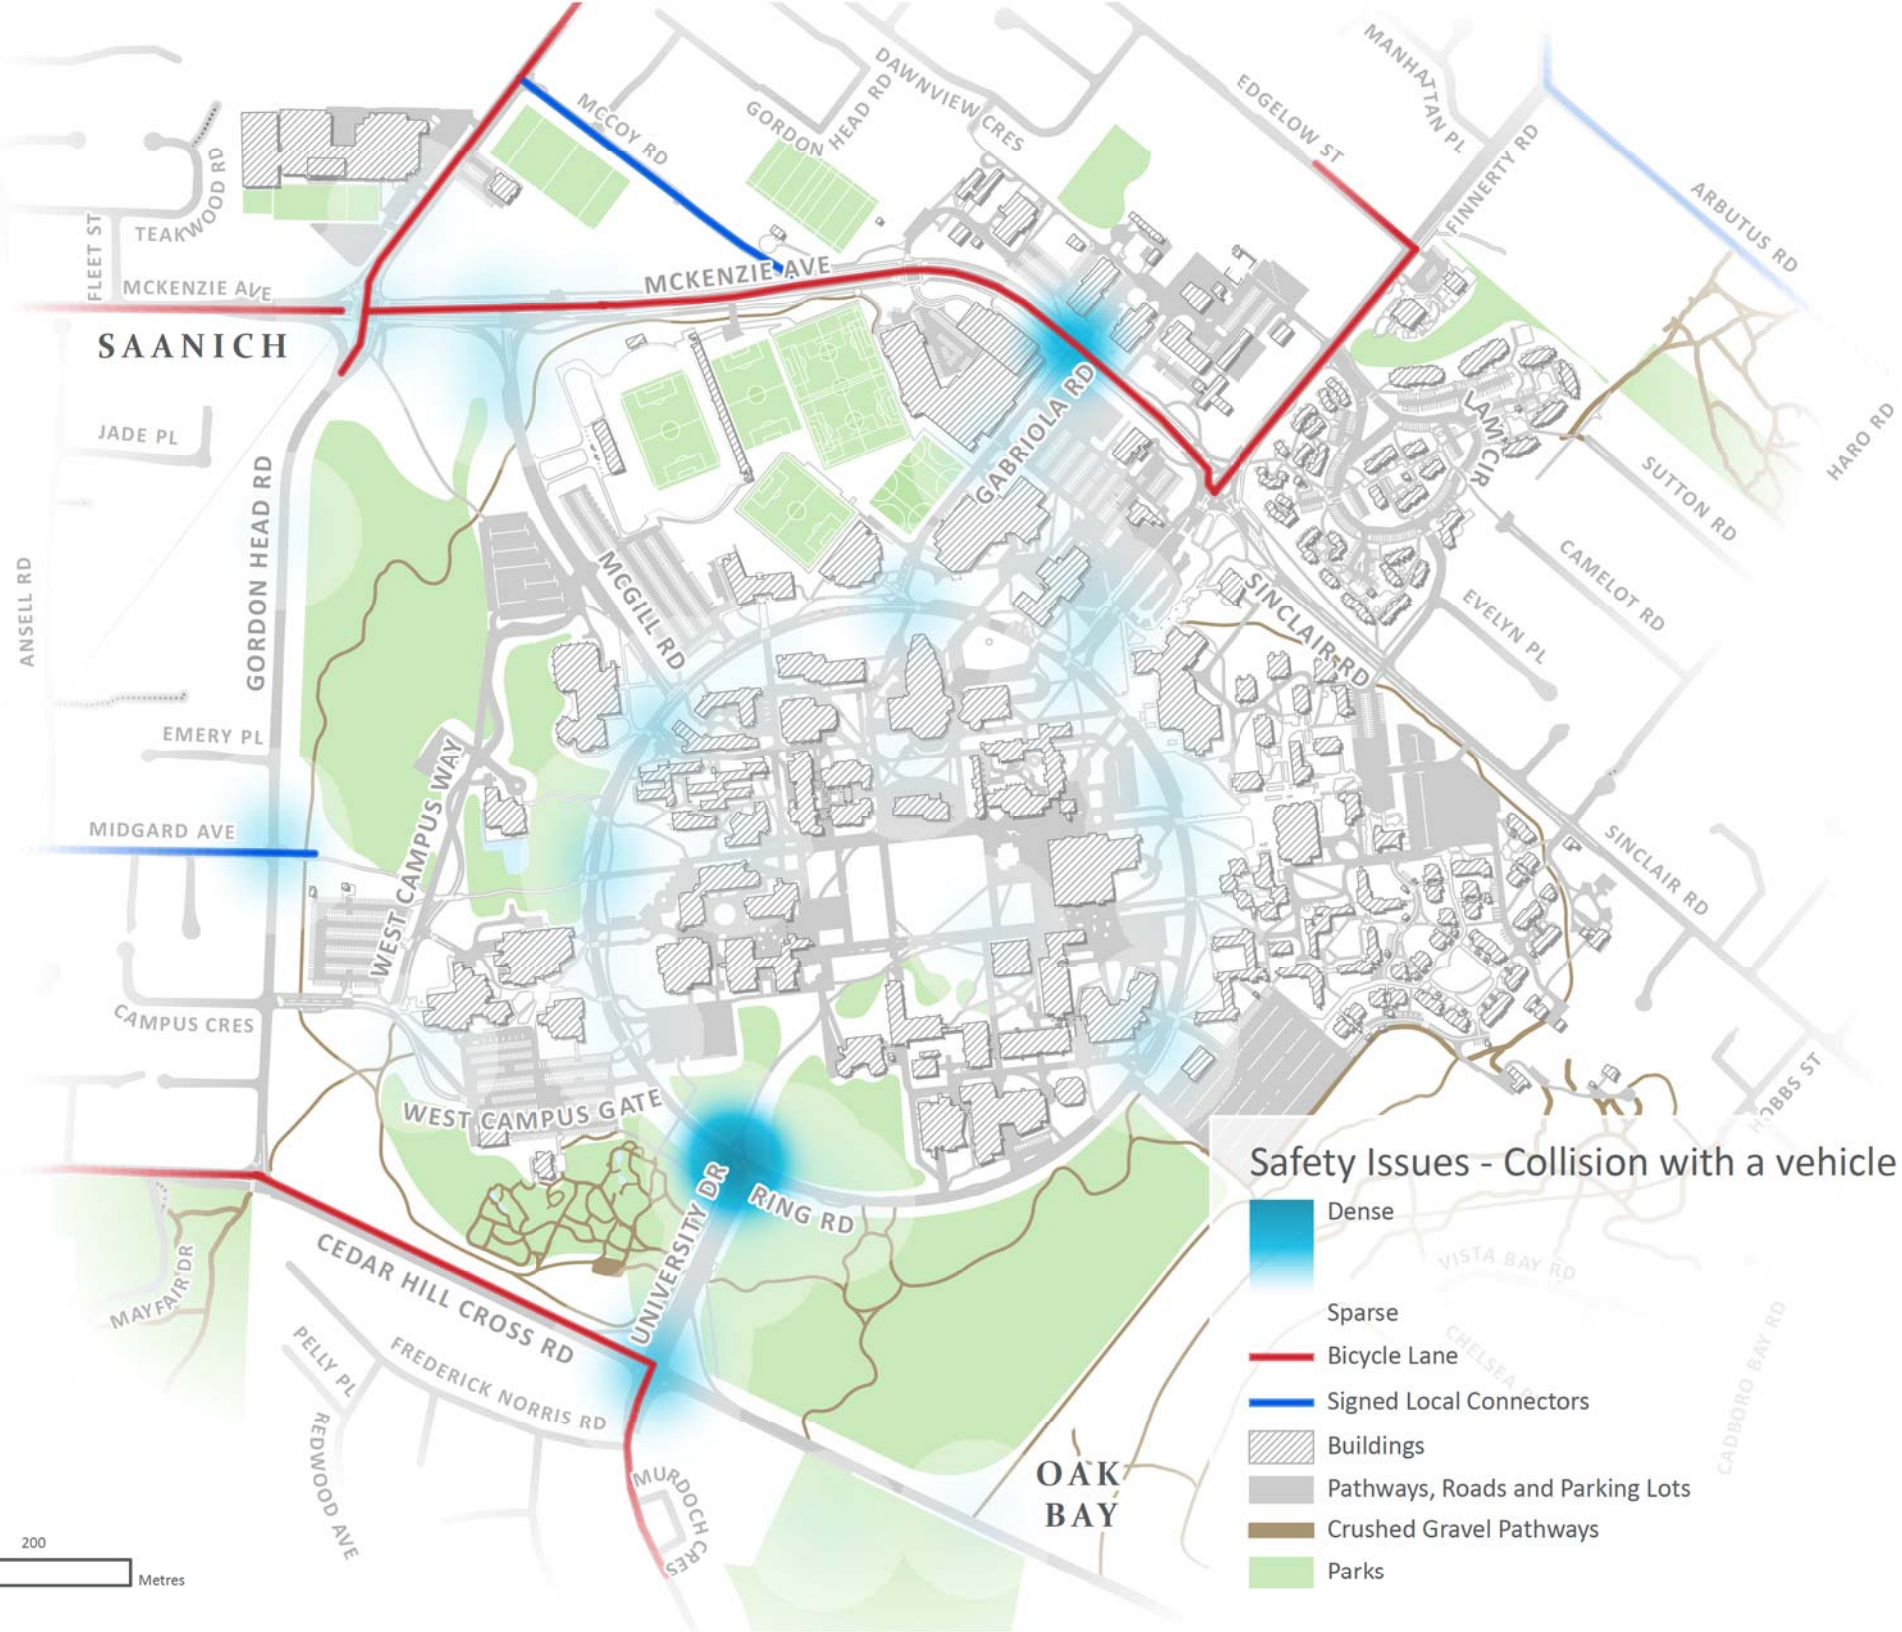 MCCOY RD
GORDON HEAD RD
DAWNVIEW CRES
EDGELOW ST
MANHATTAN PL
FINNERTY RD
ARBUTUS RD
TEAKWOOD RD
FLEET ST
MCKENZIE AVE
MCKENZIE AVE
SAANICH
JADE PL
GORDON HEAD RD
ANSELL RD
GABRIOLA RD
LAM CIR
HARO RD
SUTTON RD
CAMELOT RD
EVELYN PL
SINCLAIR RD
MCGILL RD
EMERY PL
MIDGARD AVE
WEST CAMPUS WAY
SINCLAIR RD
CAMPUS CRES
WEST CAMPUS GATE
HOBBS ST
UNIVERSITY DR
RING RD
MAYFAIR DR
CEDAR HILL CROSS RD
PELLY PL
FREDERICK NORRIS RD
REDWOOD AVE
MURDOCH CRES
OAK
BAY
VISTA BAY RD
CADBORO BAY RD
Safety Issues - Collision with a vehicle
Dense
Sparse
Bicycle Lane
Signed Local Connectors
CHELSEA
Buildings
Pathways, Roads and Parking Lots
Crushed Gravel Pathways
Parks
200
Metres